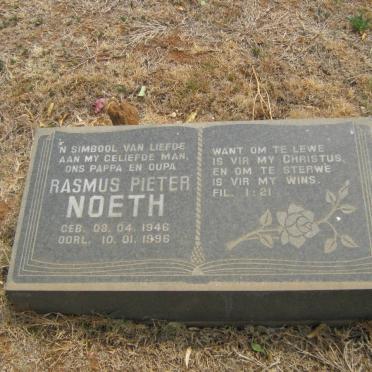 'N SIMBOOL VAN LIEFDE
AAN MY GELIEFDE MAN,
ONS PAPPA EN OUPA
RASMUS PIETER
NOETH
GEB. 08. 04. 1946
OORL. 10. 01. 1996
WANT OM TE LEWE
IS VIR MY CHRISTUS,
EN OM TE STERWE
IS VIR MY WINS.
FIL. 1:21